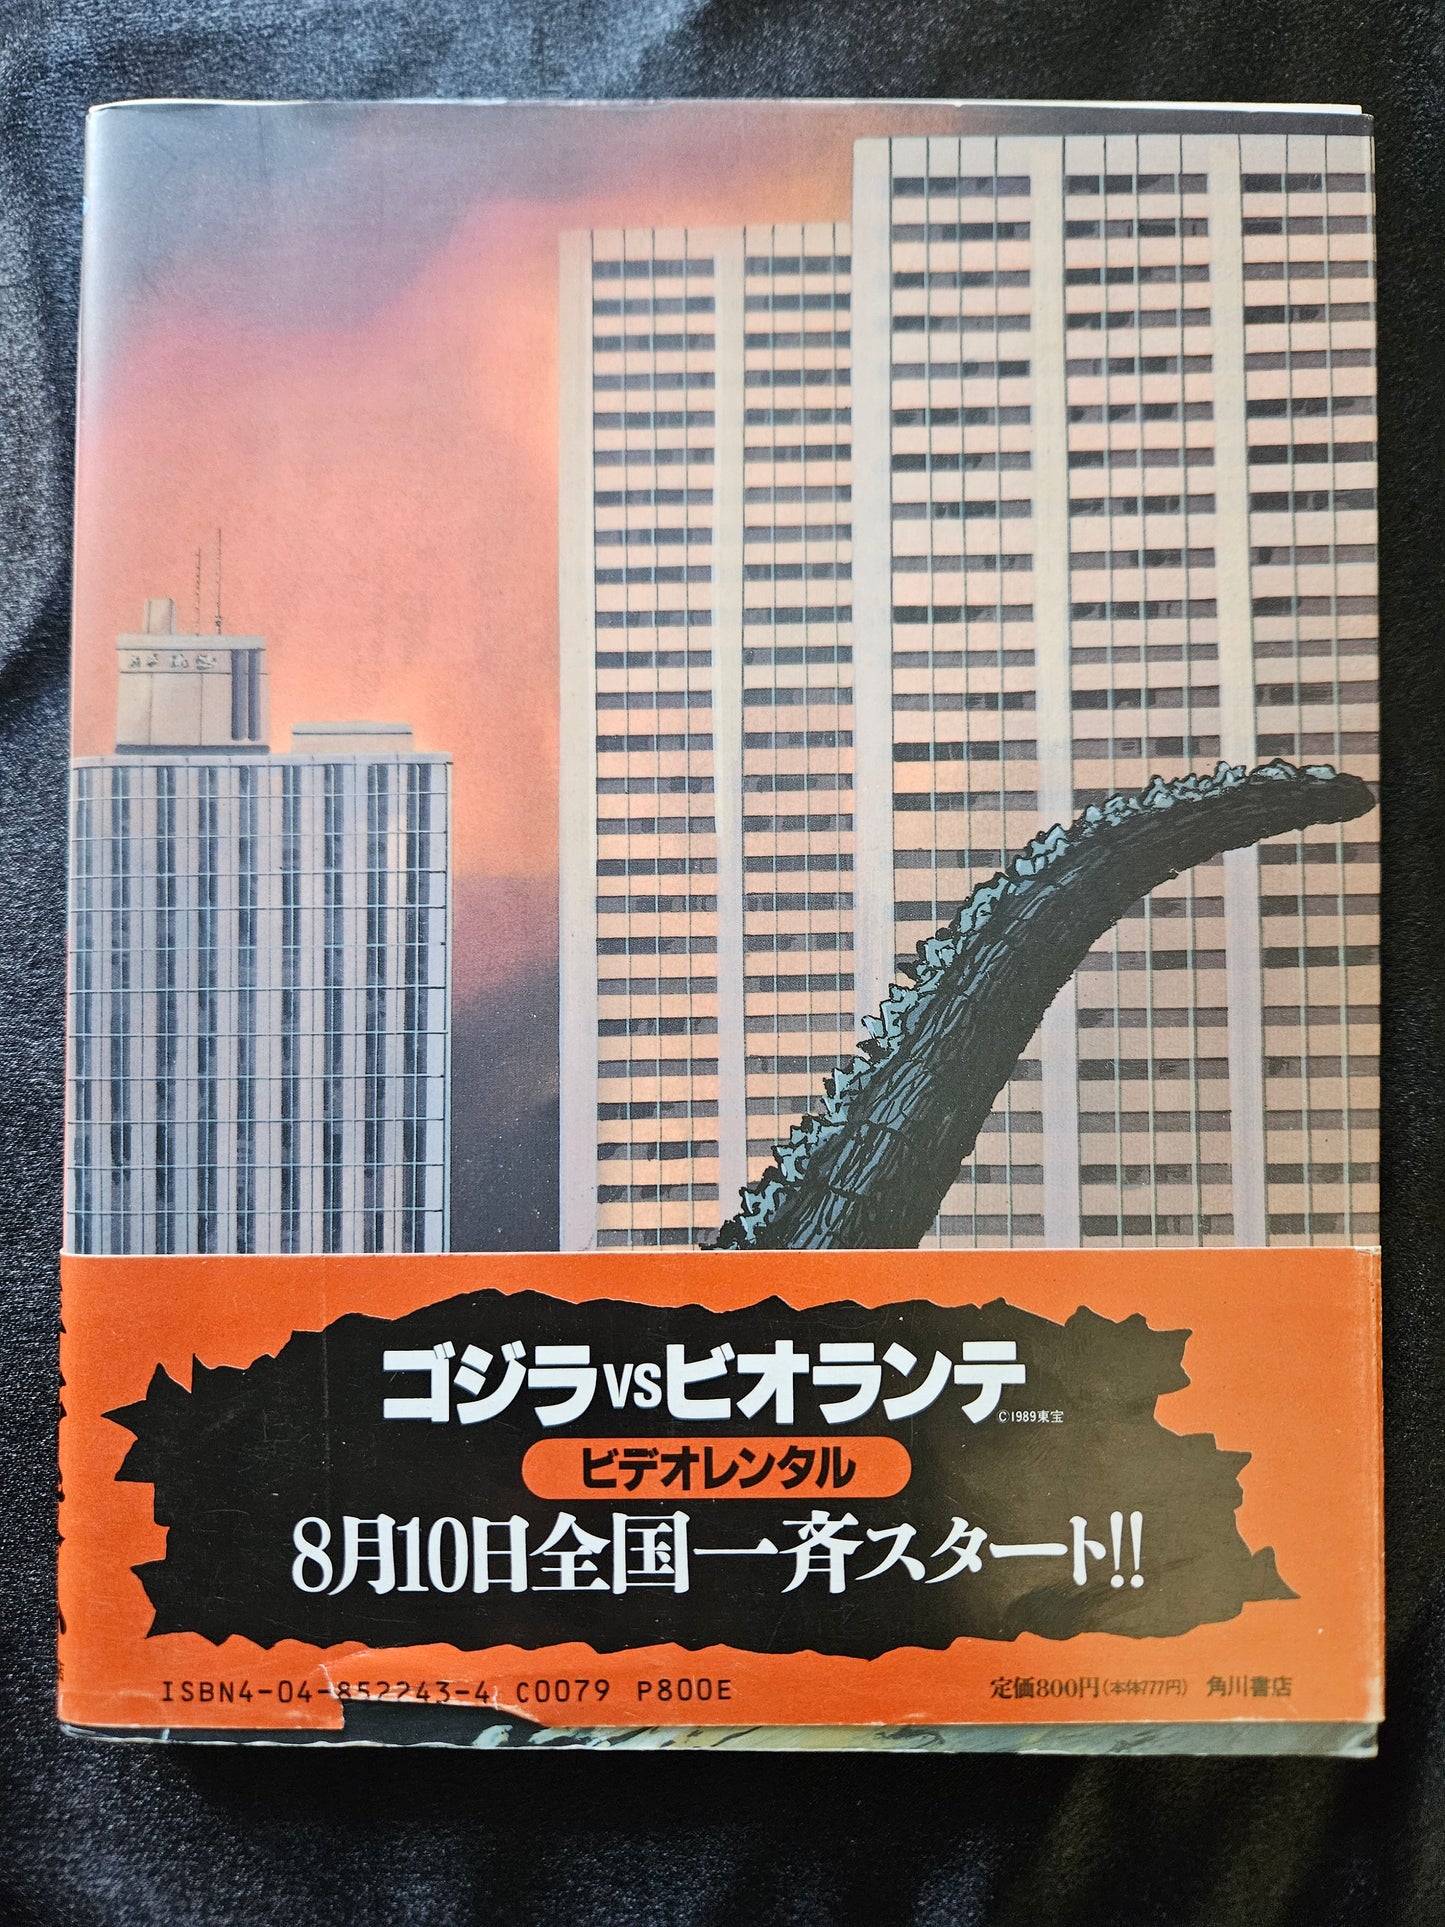 ゴジラVSビオランテ
©1989東宝
ビデオレンタル
8月10日全国一斉スタート!!
ISBN4-04-852243-4 C0079 P800E
定価800円(本体777円) 角川書店